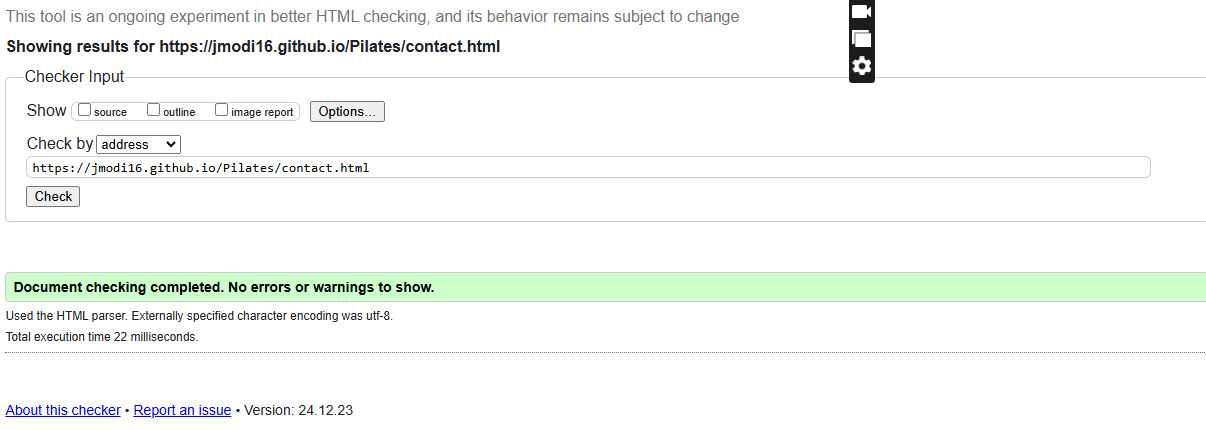 This tool is an ongoing experiment in better HTML checking, and its behavior remains subject to change
Showing results for https://jmodi16.github.io/Pilates/contact.html
Checker Input
Show source outline image report Options...
Check by address
https://jmodi16.github.io/Pilates/contact.html
Check
Document checking completed. No errors or warnings to show.
Used the HTML parser. Externally specified character encoding was utf-8.
Total execution time 22 milliseconds.
About this checker • Report an issue • Version: 24.12.23